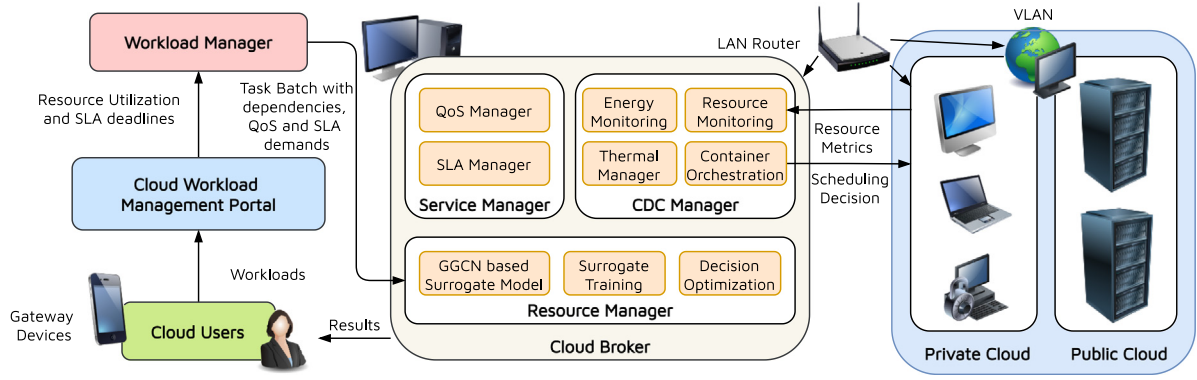 Workload Manager
Resource Utilization
and SLA deadlines
Task Batch with
dependencies,
QoS and SLA
demands
Cloud Workload
Management Portal
Workloads
Gateway
Devices
Cloud Users
Results
QoS Manager
SLA Manager
Service Manager
Energy
Monitoring
Resource
Monitoring
Thermal
Manager
Container
Orchestration
CDC Manager
GGCN based
Surrogate Model
Surrogate
Training
Decision
Optimization
Resource Manager
Cloud Broker
LAN Router
VLAN
Resource
Metrics
Scheduling
Decision
Private Cloud
Public Cloud